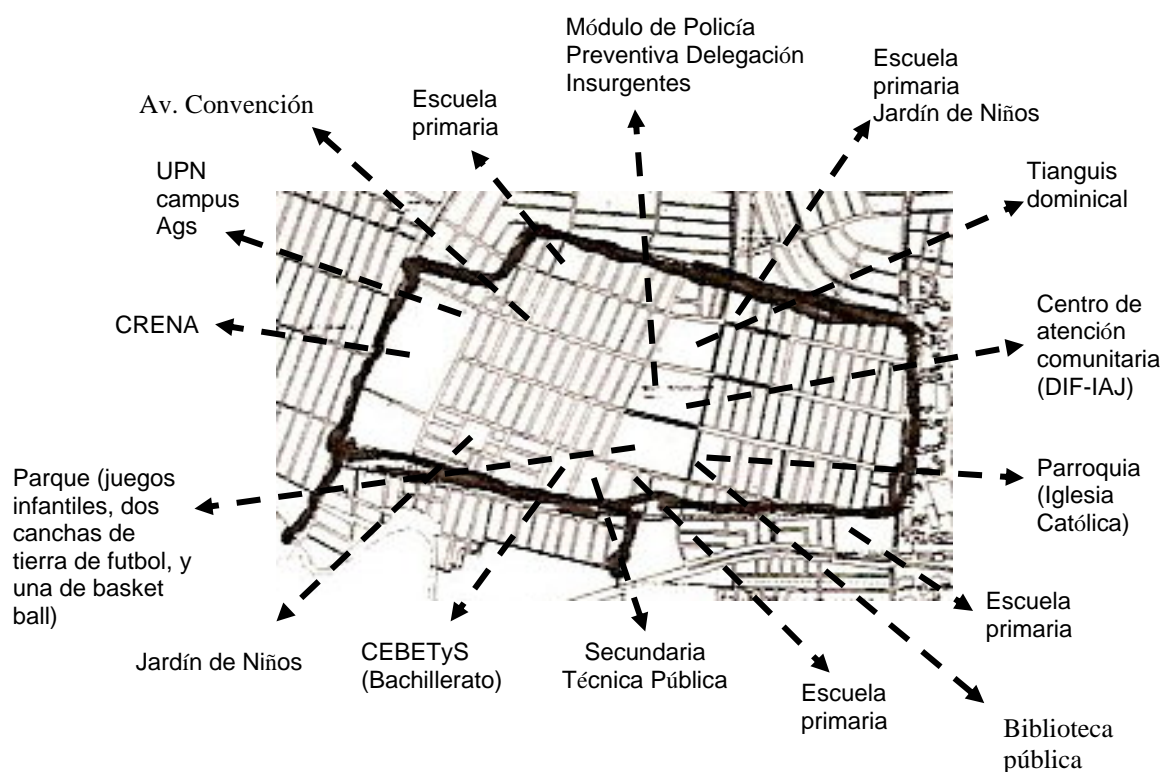 Módulo de Policía
Preventiva Delegación
Insurgentes
Escuela
primaria
Jardín de Niños
Av. Convención
Escuela
primaria
UPN
campus
Ags
Tianguis
dominical
CRENA
Centro de
atención
comunitaria
(DIF-IAJ)
Parque (juegos
infantiles, dos
canchas de
tierra de futbol, y
una de basket
ball)
Parroquia
(Iglesia
Católica)
Jardín de Niños
CEBETyS
(Bachillerato)
Secundaria
Técnica Pública
Escuela
primaria
Escuela
primaria
Biblioteca
pública